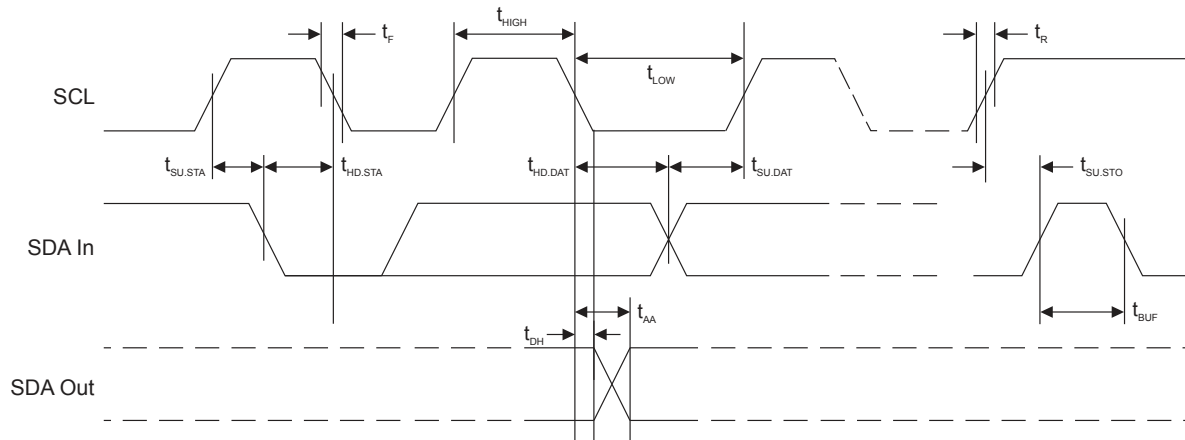 tHIGH
tF
tR
tLOW
SCL
tSU.STA
tHD.STA
tHD.DAT
tSU.DAT
tSU.STO
SDA In
tAA
tBUF
tDH
SDA Out